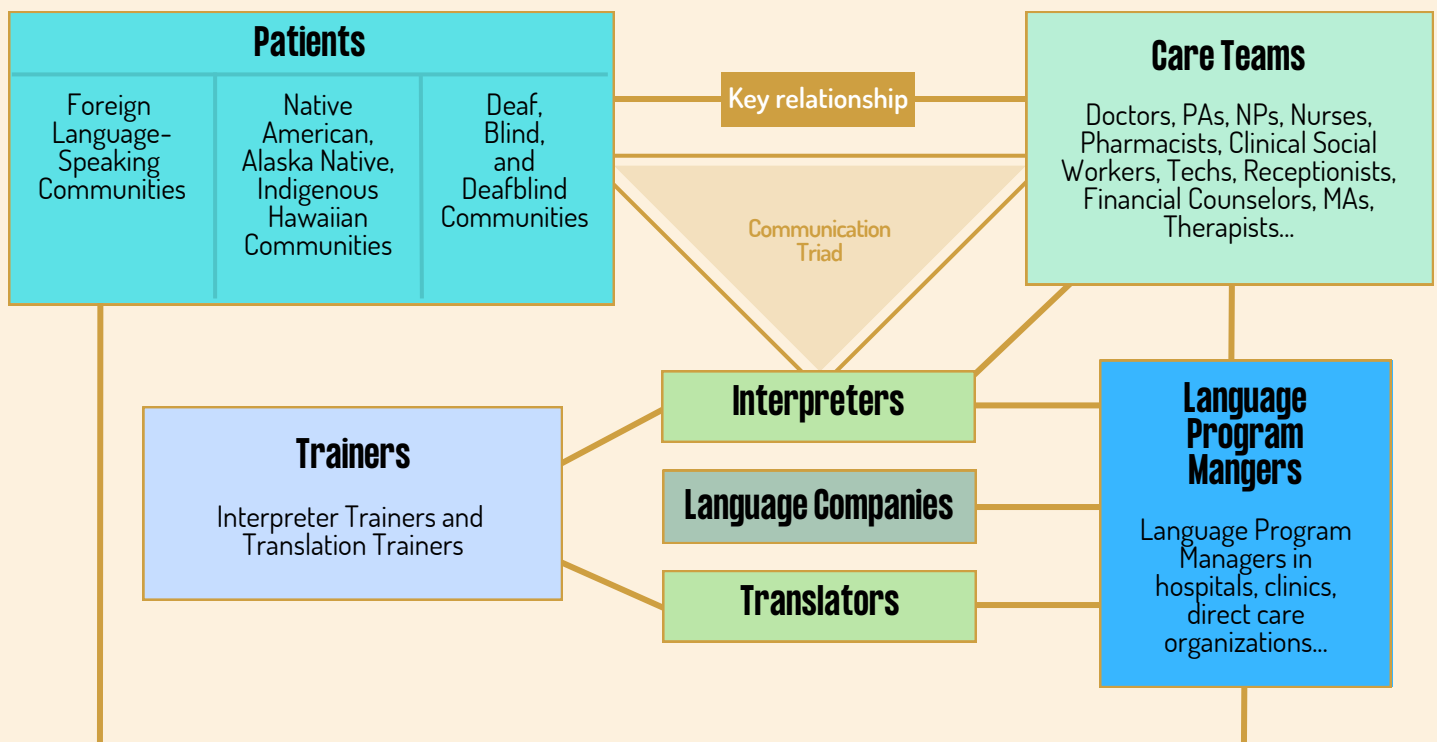 Patients
Foreign
Language-
Speaking
Communities
Native
American,
Alaska Native,
Indigenous
Hawaiian
Communities
Deaf,
Blind,
and
Deafblind
Communities
Key relationship
Communication
Triad
Care Teams
Doctors, PAs, NPs, Nurses,
Pharmacists, Clinical Social
Workers, Techs, Receptionists,
Financial Counselors, MAs,
Therapists...
Trainers
Interpreter Trainers and
Translation Trainers
Interpreters
Language Companies
Translators
Language
Program
Mangers
Language Program
Managers in
hospitals, clinics,
direct care
organizations...